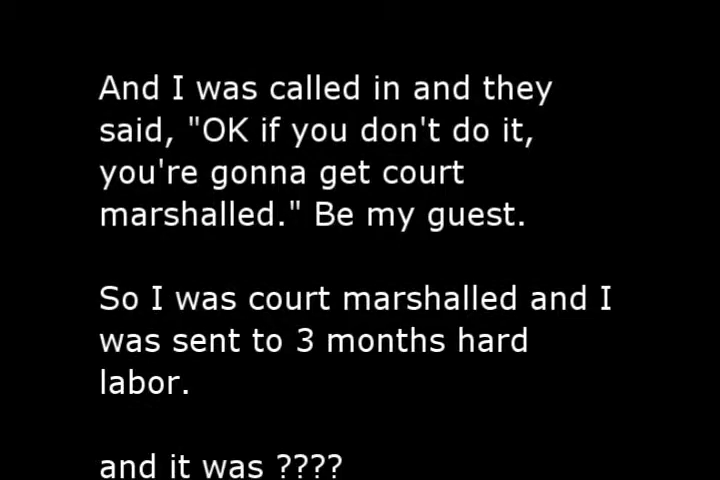 And I was called in and they
said, "OK if you don't do it,
you're gonna get court
marshalled." Be my guest.
So I was court marshalled and I
was sent to 3 months hard
labor.
and it was ????